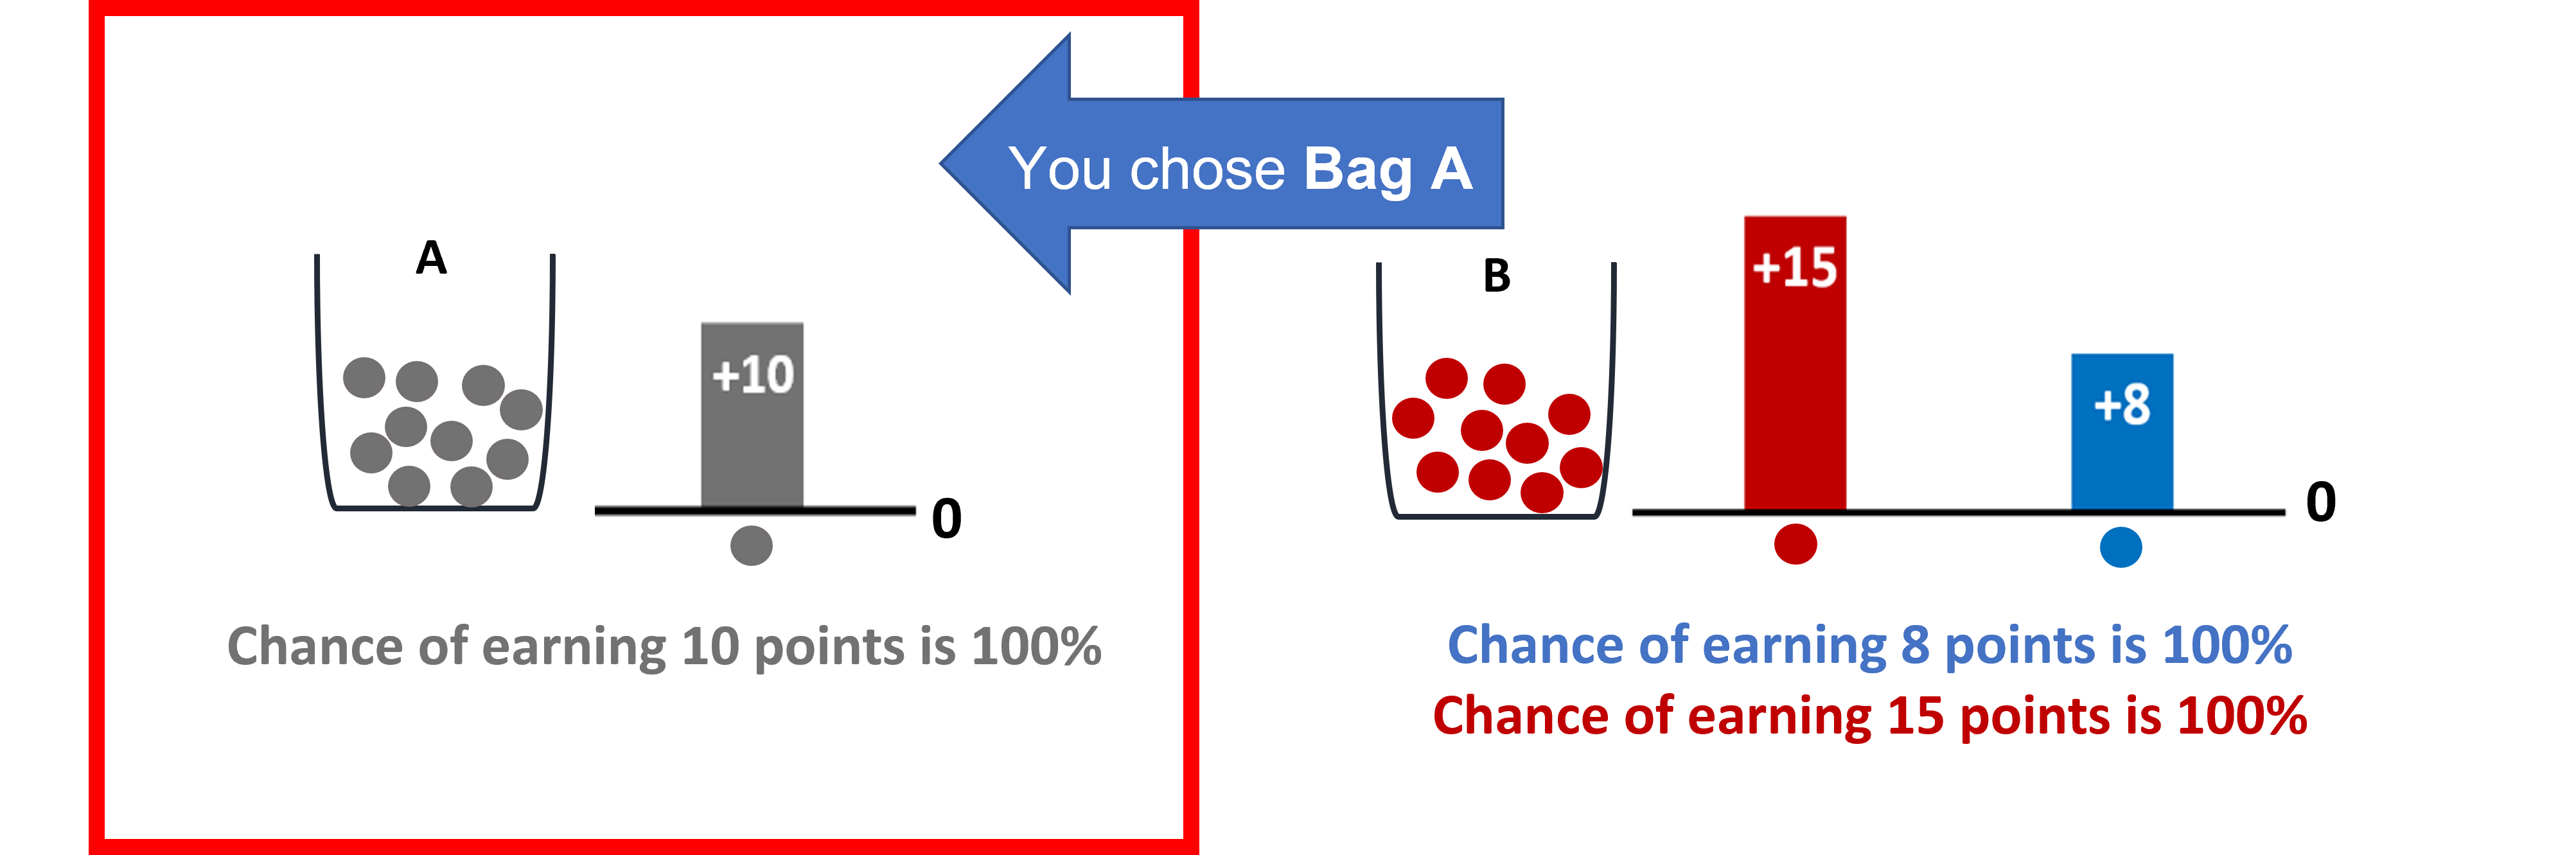 You chose Bag A
A
+10
0
Chance of earning 10 points is 100%
B
+15
+8
0
Chance of earning 8 points is 100%
Chance of earning 15 points is 100%